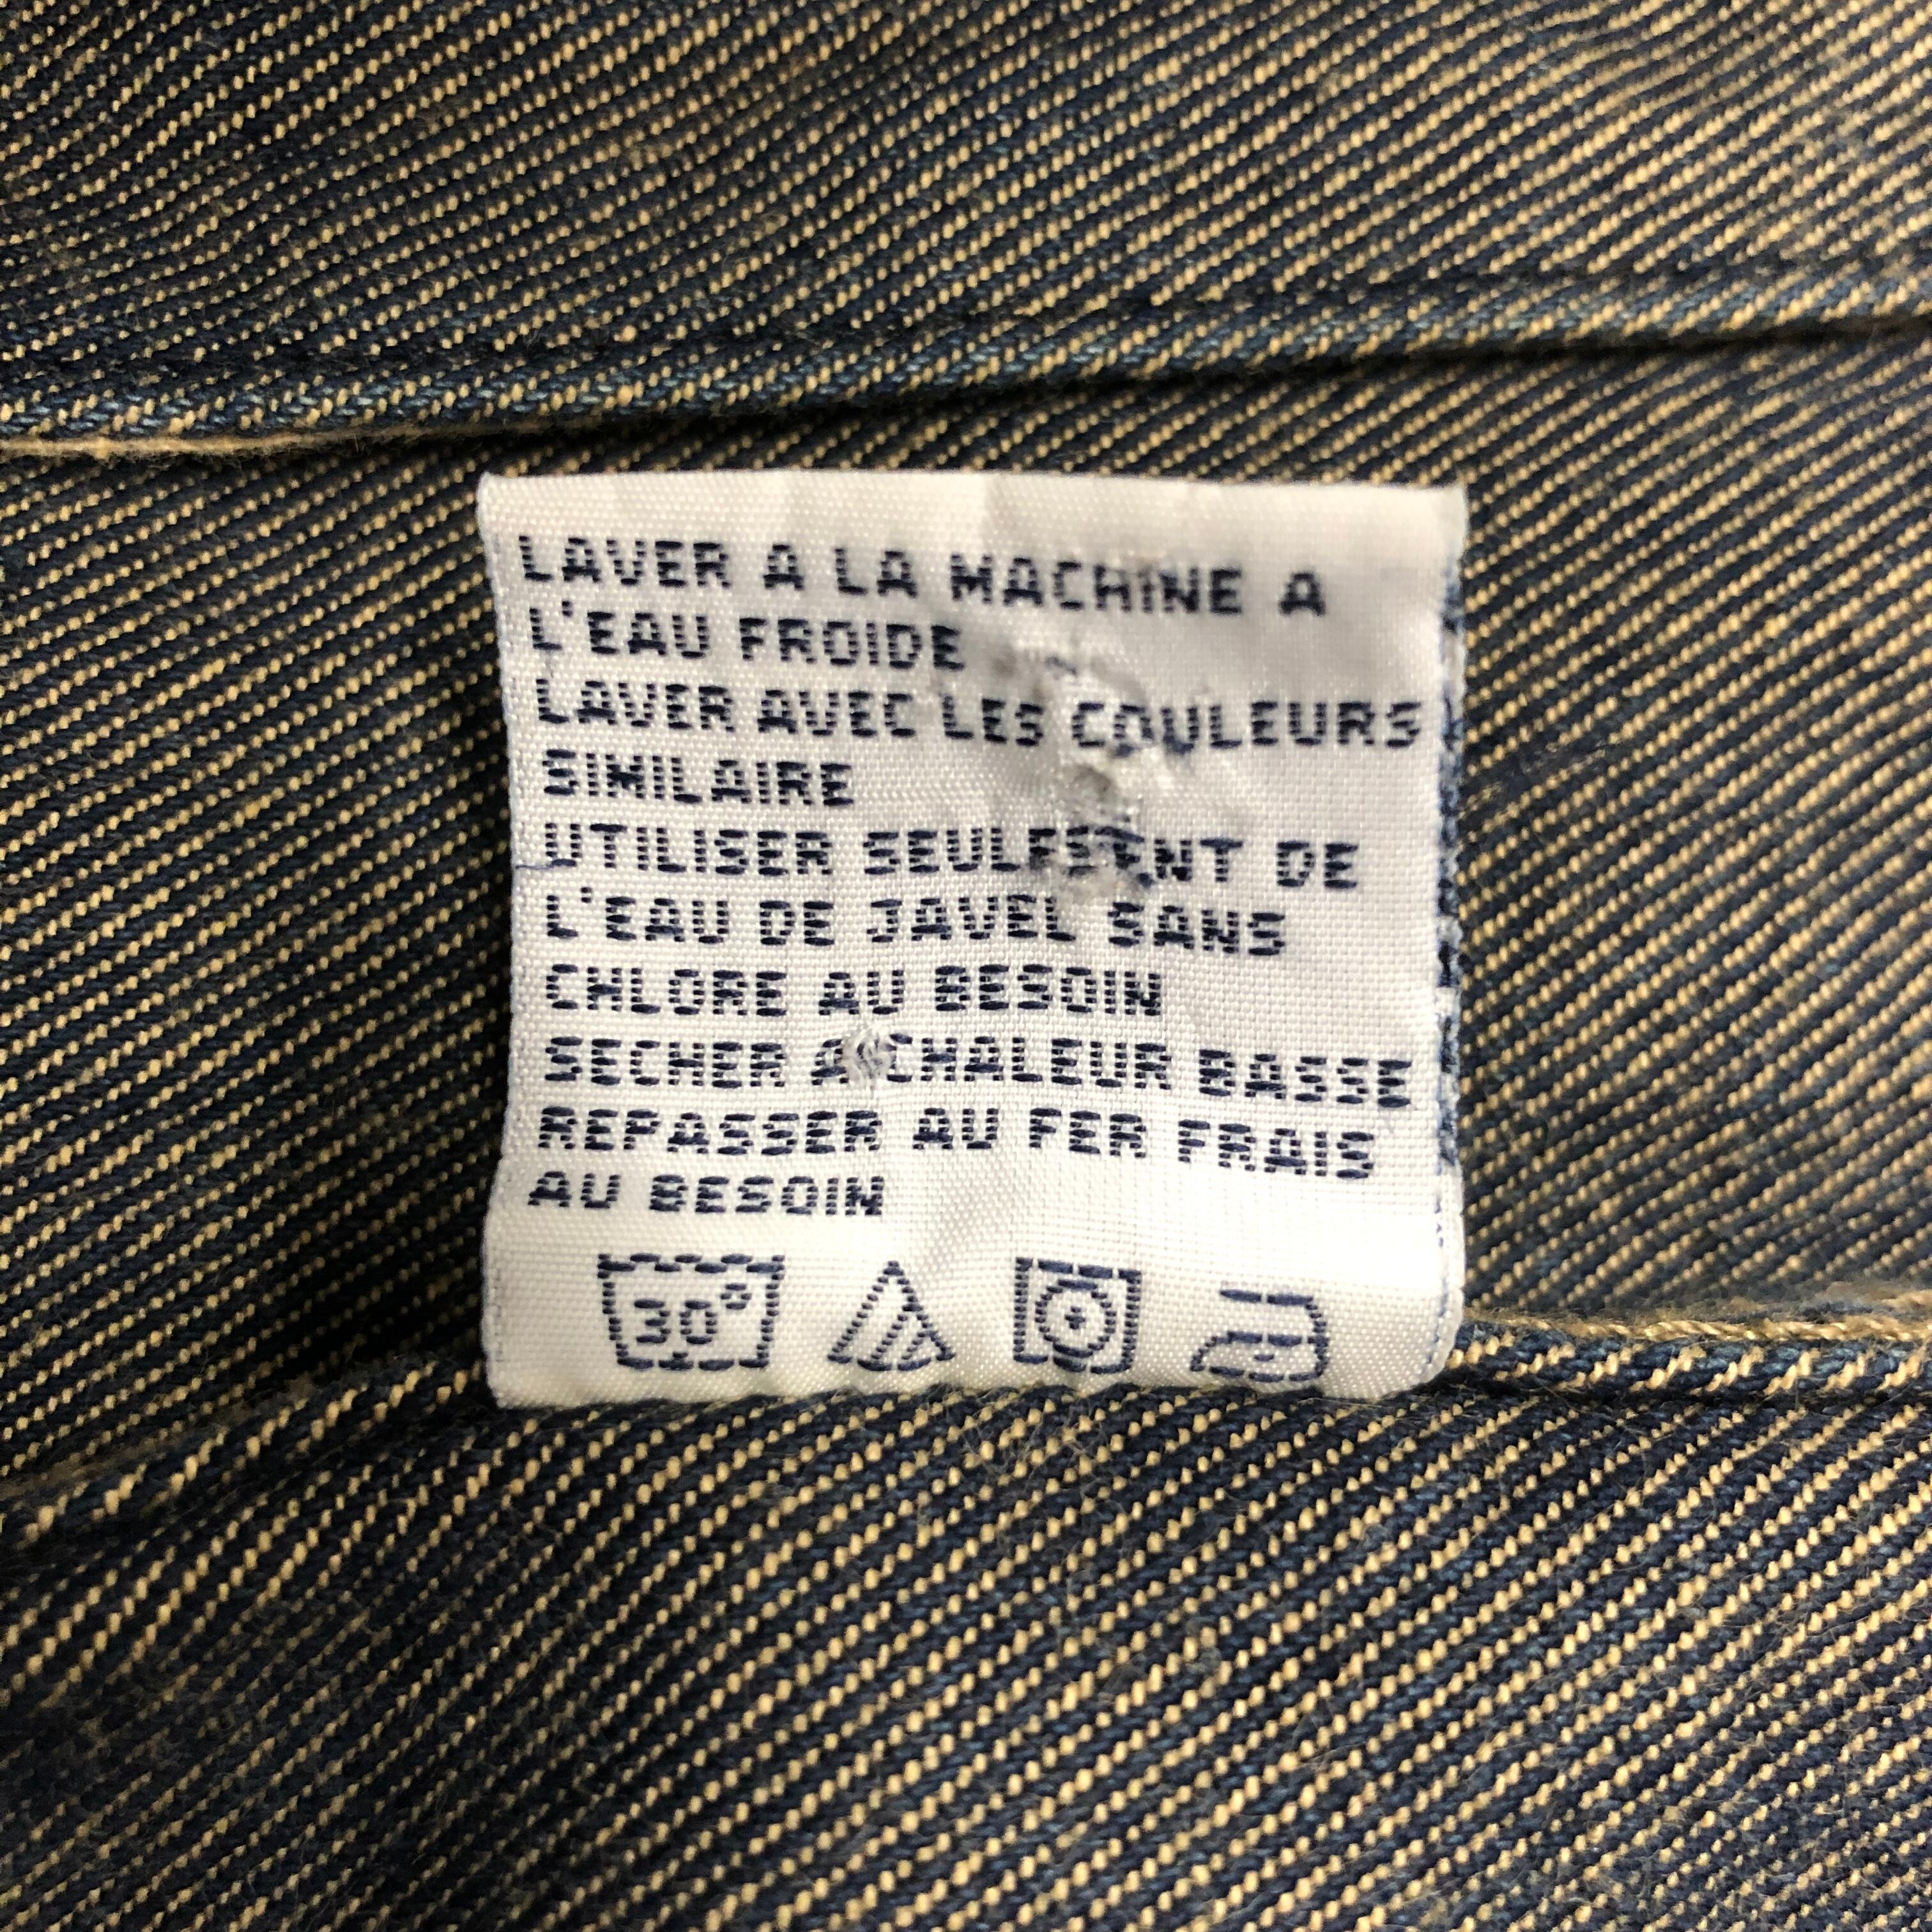 LAVER A LA MACHINE A
L'EAU FROIDE
LAVER AVEC LES COULEURS
SIMILAIRE
UTILISER SEULEMENT DE
L'EAU DE JAVEL SANS
CHLORE AU BESOIN
SECHER A CHALEUR BASSE
REPASSER AU FER FRAIS
AU BESOIN
30°